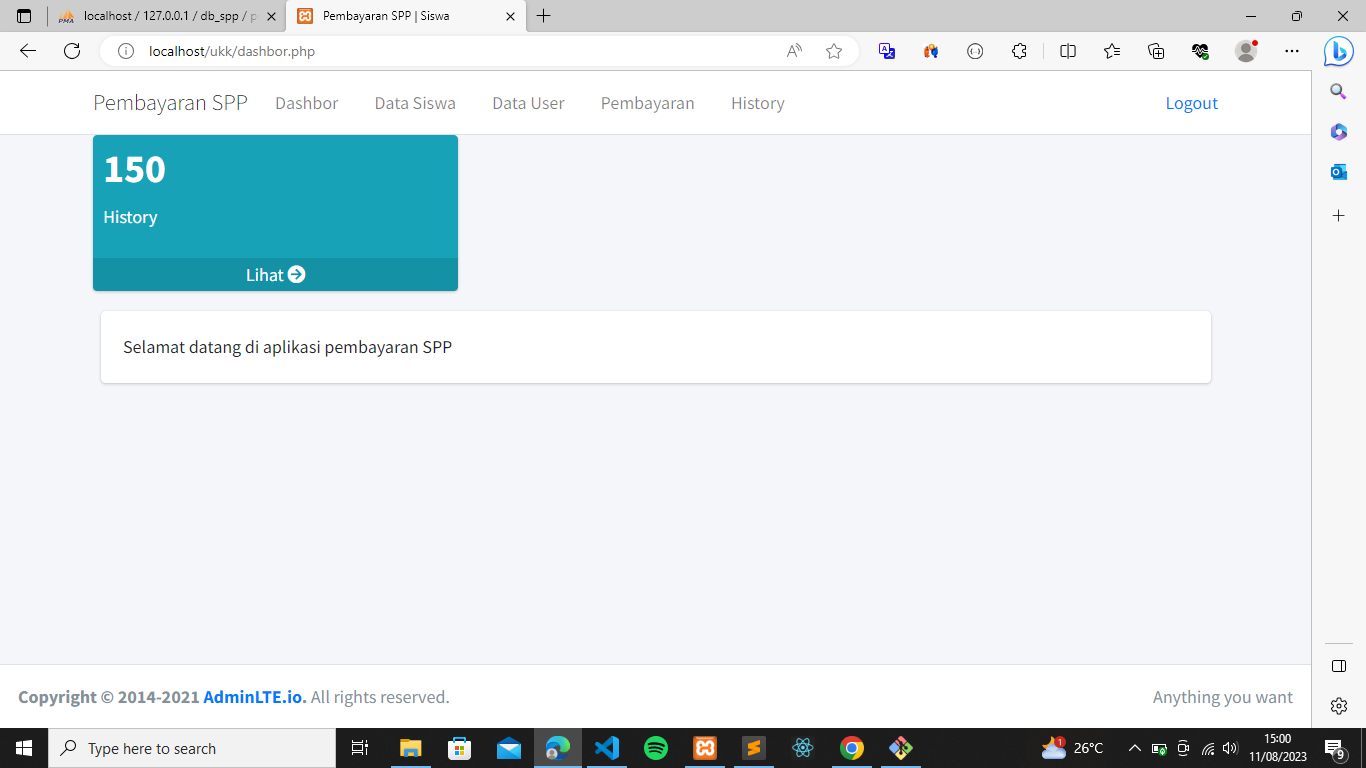 localhost / 127.0.0.1 / db_spp / p
Pembayaran SPP | Siswa
localhost/ukk/dashbor.php
Pembayaran SPP Dashbor Data Siswa Data User Pembayaran History Logout
150
History
Lihat
Selamat datang di aplikasi pembayaran SPP
Copyright © 2014-2021 AdminLTE.io. All rights reserved. Anything you want
Type here to search
1
26°C
15:00
11/08/2023
9